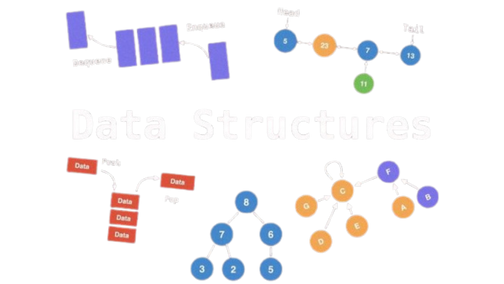 Enqueue
Dequeue
Head
Tail
5
23
7
13
11
Data Structures
Data
Push
Data
Pop
Data
Data
Data
8
7
6
3
2
5
C
F
B
A
E
D